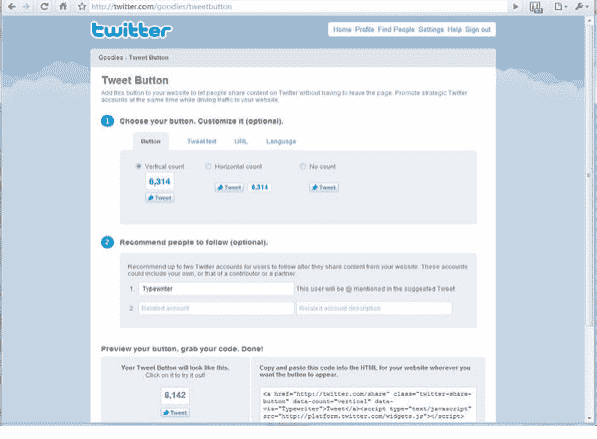 http://twitter.com/goodies/tweetbutton
twitter
Home Profile Find People Settings Help Sign out
Goodies › Tweet Button
Tweet Button
Add this button to your website to let people share content on Twitter without having to leave the page. Promote strategic Twitter
accounts at the same time while driving traffic to your website.
1 Choose your button. Customize it (optional).
Button Tweet text URL Language
Vertical count Horizontal count No count
6,314
Tweet 6,314 Tweet
Tweet
2 Recommend people to follow (optional).
Recommend up to two Twitter accounts for users to follow after they share content from your website. These accounts
could include your own, or that of a contributor or a partner.
1. Typewriter This user will be @ mentioned in the suggested Tweet
2. Related account Related account description
Preview your button, grab your code. Done!
Your Tweet Button will look like this. Copy and paste this code into the HTML for your website wherever you
Click on it to try it out! want the button to appear.
6,142 <a href="http://twitter.com/share" class="twitter-share-
button" data-count="vertical" data-
Tweet via="Typewriter">Tweet</a><script type="text/javascript"
src="http://platform.twitter.com/widgets.js"></script>